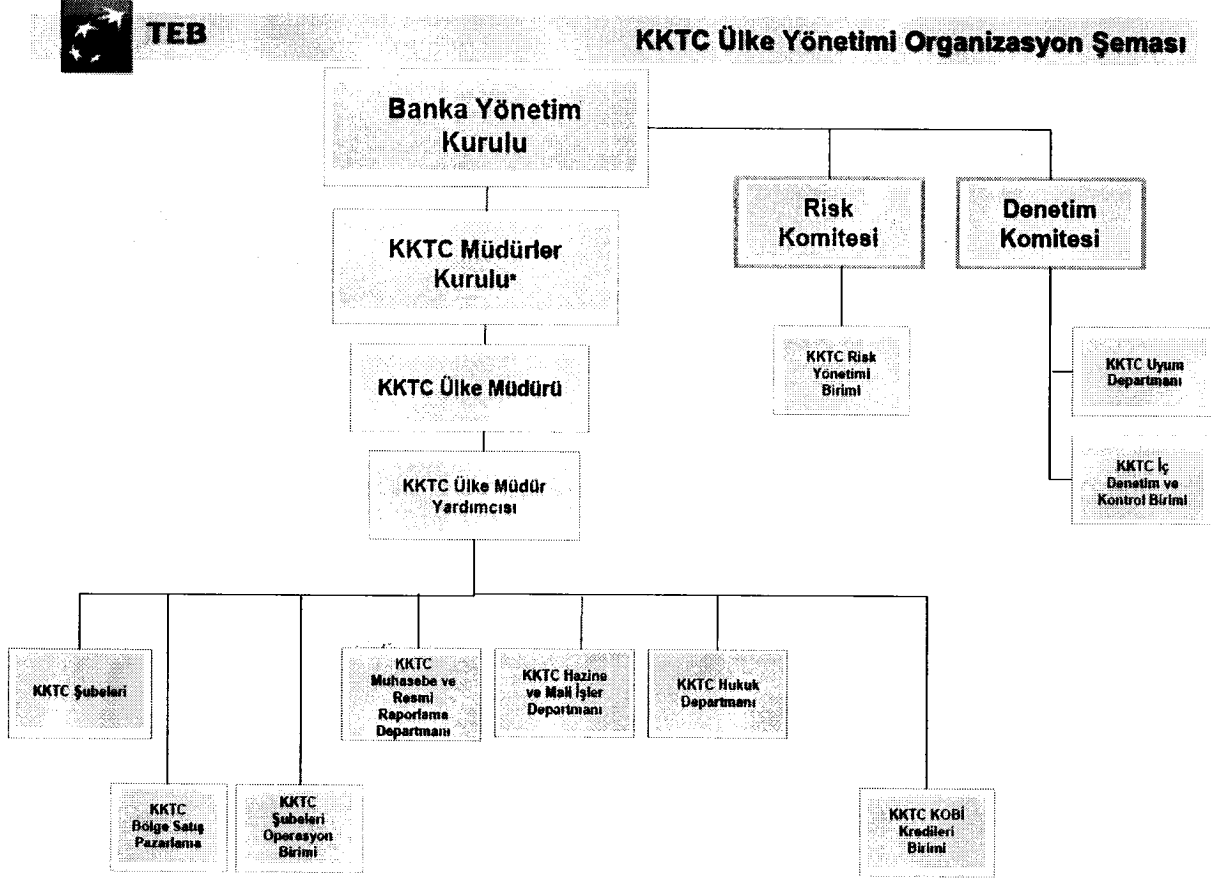 TEB
KKTC Ülke Yönetimi Organizasyon Şeması
Banka Yönetim
Kurulu
Risk
Komitesi
Denetim
Komitesi
KKTC Müdürler
Kurulu*
KKTC Risk
Yönetimi
Birimi
KKTC Uyum
Departmanı
KKTC Ülke Müdürü
KKTC İç
Denetim ve
Kontrol Birimi
KKTC Ülke Müdür
Yardımcısı
KKTC Şubeleri
KKTC
Muhasebe ve
Resmi
Raporlama
Departmanı
KKTC Hazine
ve Mali İşler
Departmanı
KKTC Hukuk
Departmanı
KKTC
Bölge Satış
Pazarlama
KKTC
Şubeleri
Operasyon
Birimi
KKTC KOBİ
Kredileri
Birimi